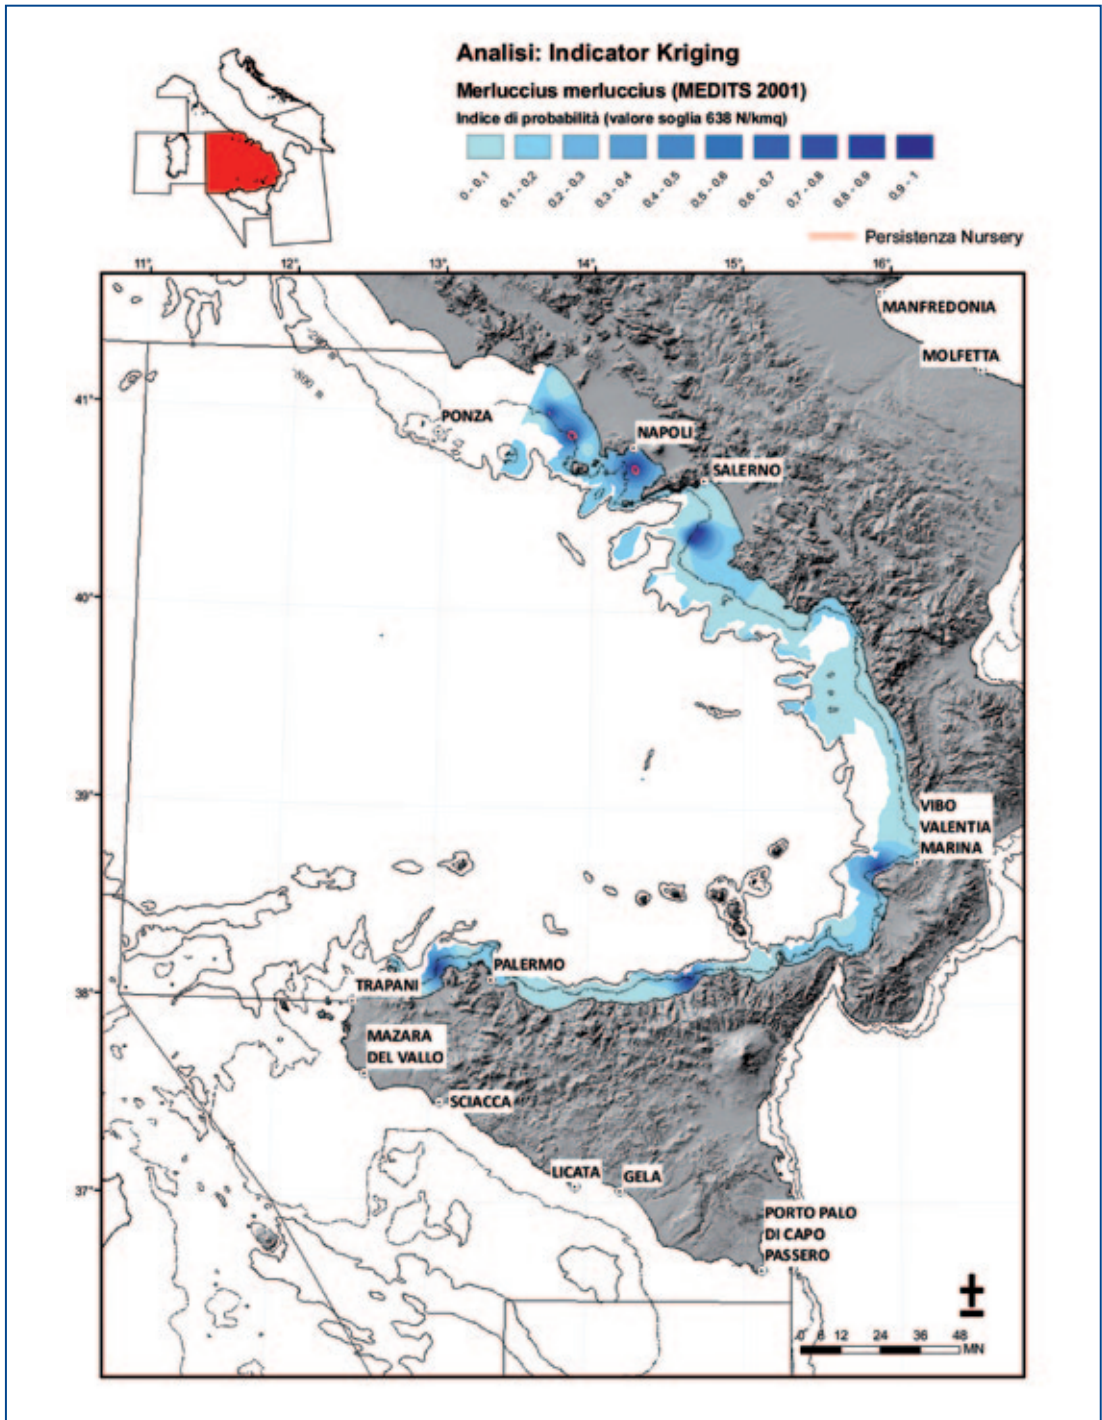 Analisi: Indicator Kriging
Merluccius merluccius (MEDITS 2001)
Indice di probabilità (valore soglia 638 N/kmq)
0 - 0,1
0,1 - 0,2
0,2 - 0,3
0,3 - 0,4
0,4 - 0,5
0,5 - 0,6
0,6 - 0,7
0,7 - 0,8
0,8 - 0,9
0,9 - 1
Persistenza Nursery
11°
12°
13°
14°
15°
16°
MANFREDONIA
MOLFETTA
-200 m
-800 m
41°
PONZA
NAPOLI
SALERNO
40°
39°
VIBO
VALENTIA
MARINA
PALERMO
TRAPANI
38°
MAZARA
DEL VALLO
SCIACCA
LICATA
GELA
37°
PORTO PALO
DI CAPO
PASSERO
0 6 12 24 36 48
MN